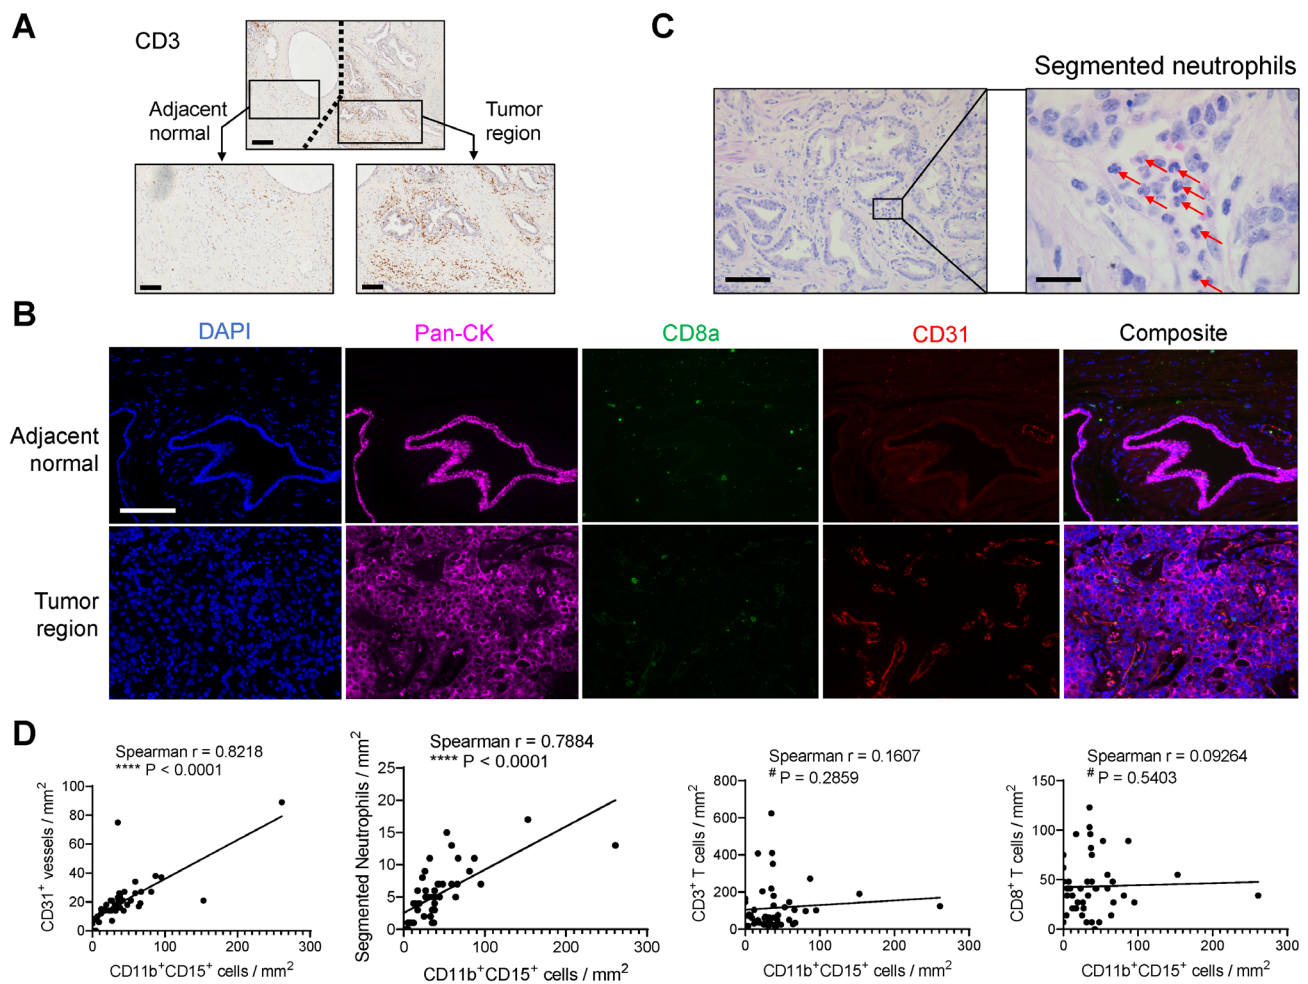 A
CD3
Adjacent
normal
Tumor
region
C
Segmented neutrophils
B
DAPI
Pan-CK
CD8a
CD31
Composite
Adjacent
normal
Tumor
region
D
Spearman r = 0.8218
**** P < 0.0001
CD31⁺ vessels / mm²
100
80
60
40
20
0
0
100
200
300
CD11b⁺CD15⁺ cells / mm²
Spearman r = 0.7884
**** P < 0.0001
Segmented Neutrophils / mm²
25
20
15
10
5
0
0
100
200
300
CD11b⁺CD15⁺ cells / mm²
Spearman r = 0.1607
# P = 0.2859
CD3⁺ T cells / mm²
800
600
400
200
0
0
100
200
300
CD11b⁺CD15⁺ cells / mm²
Spearman r = 0.09264
# P = 0.5403
CD8⁺ T cells / mm²
150
100
50
0
0
100
200
300
CD11b⁺CD15⁺ cells / mm²